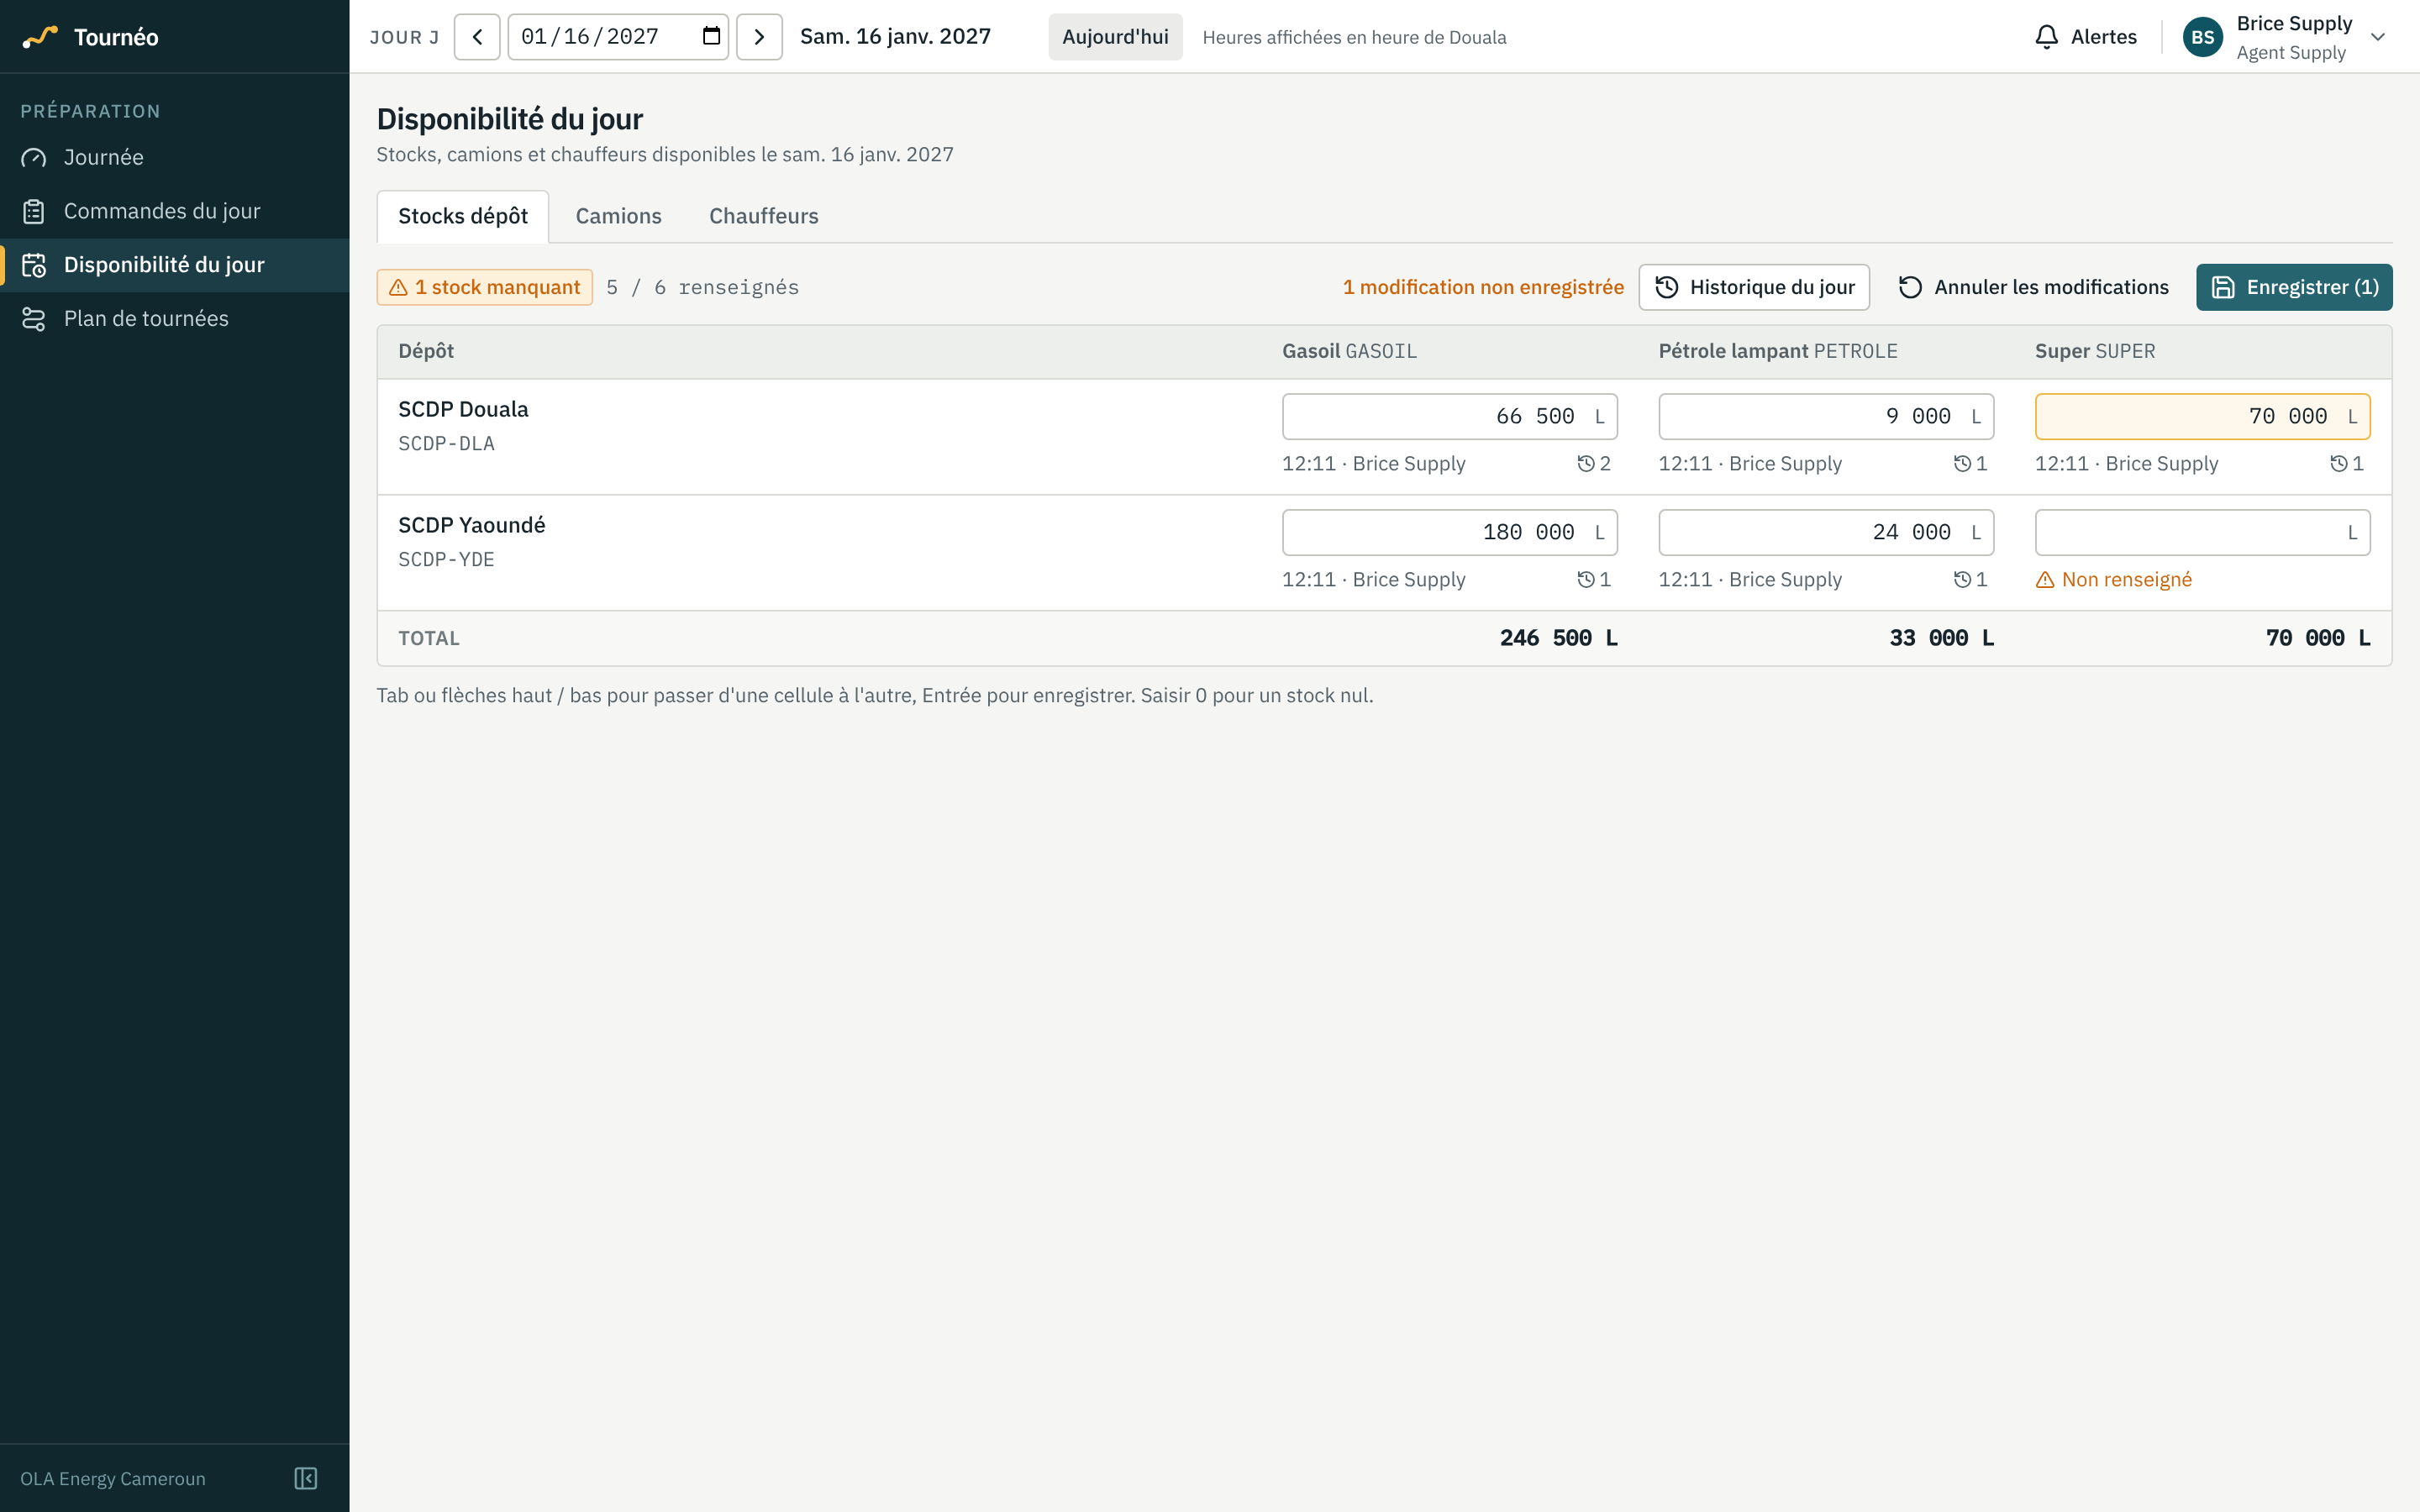 Tournéo
JOUR J
01/16/2027
Sam. 16 janv. 2027
Aujourd'hui
Heures affichées en heure de Douala
Alertes
BS
Brice Supply
Agent Supply
PRÉPARATION
Journée
Commandes du jour
Disponibilité du jour
Plan de tournées
OLA Energy Cameroun
Disponibilité du jour
Stocks, camions et chauffeurs disponibles le sam. 16 janv. 2027
Stocks dépôt
Camions
Chauffeurs
1 stock manquant
5 / 6 renseignés
1 modification non enregistrée
Historique du jour
Annuler les modifications
Enregistrer (1)
Dépôt
Gasoil GASOIL
Pétrole lampant PETROLE
Super SUPER
SCDP Douala
SCDP-DLA
66 500 L
12:11 · Brice Supply 2
9 000 L
12:11 · Brice Supply 1
70 000 L
12:11 · Brice Supply 1
SCDP Yaoundé
SCDP-YDE
180 000 L
12:11 · Brice Supply 1
24 000 L
12:11 · Brice Supply 1
L
Non renseigné
TOTAL
246 500 L
33 000 L
70 000 L
Tab ou flèches haut / bas pour passer d'une cellule à l'autre, Entrée pour enregistrer. Saisir 0 pour un stock nul.